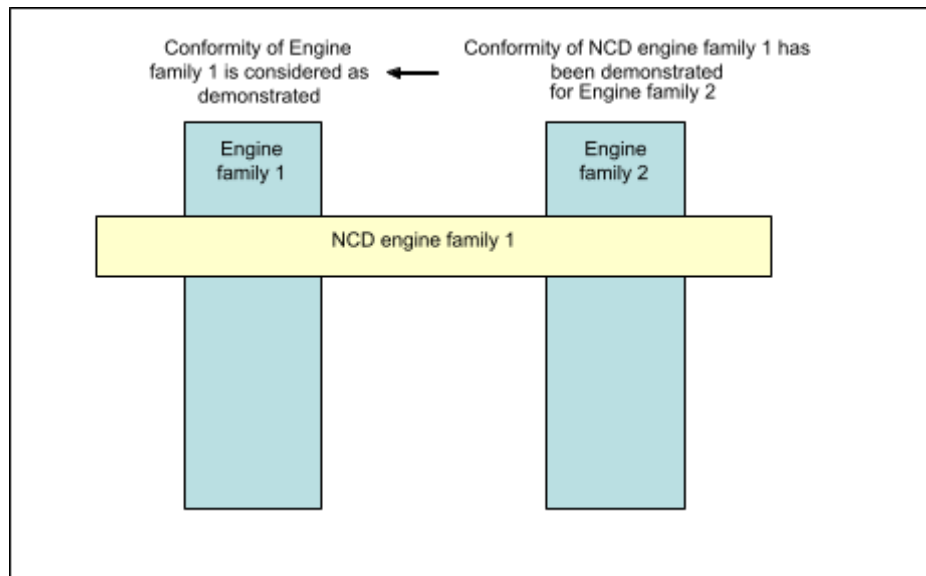 Conformity of Engine
family 1 is considered as
demonstrated
Conformity of NCD engine family 1 has
been demonstrated
for Engine family 2
Engine
family 1
Engine
family 2
NCD engine family 1